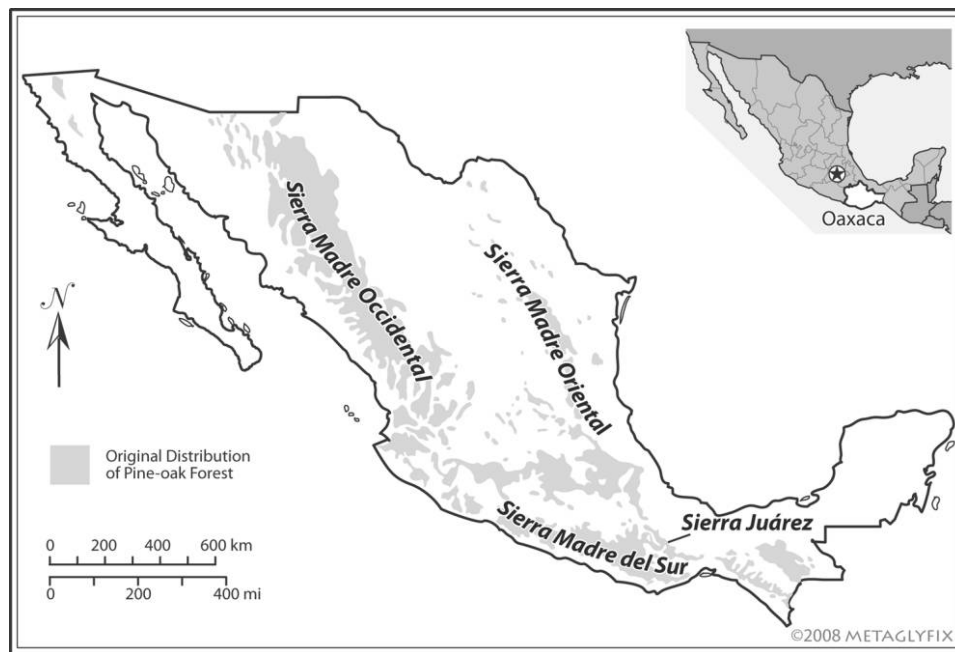 Oaxaca
Sierra Madre Occidental
Sierra Madre Oriental
N
Original Distribution
of Pine-oak Forest
Sierra Juárez
Sierra Madre del Sur
0 200 400 600 km
0 200 400 mi
©2008 METAGLYFIX